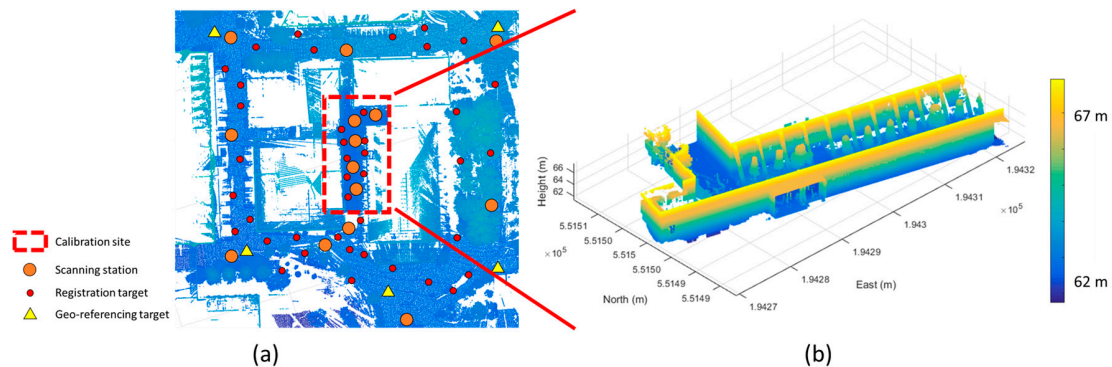 Calibration site
Scanning station
Registration target
Geo-referencing target
(a)
Height (m)
66
64
62
5.5151
5.5150
5.515
5.5150
5.5149
5.5149
× 10⁵
North (m)
1.9432
1.9431
1.943
1.9429
1.9428
1.9427
× 10⁵
East (m)
67 m
62 m
(b)